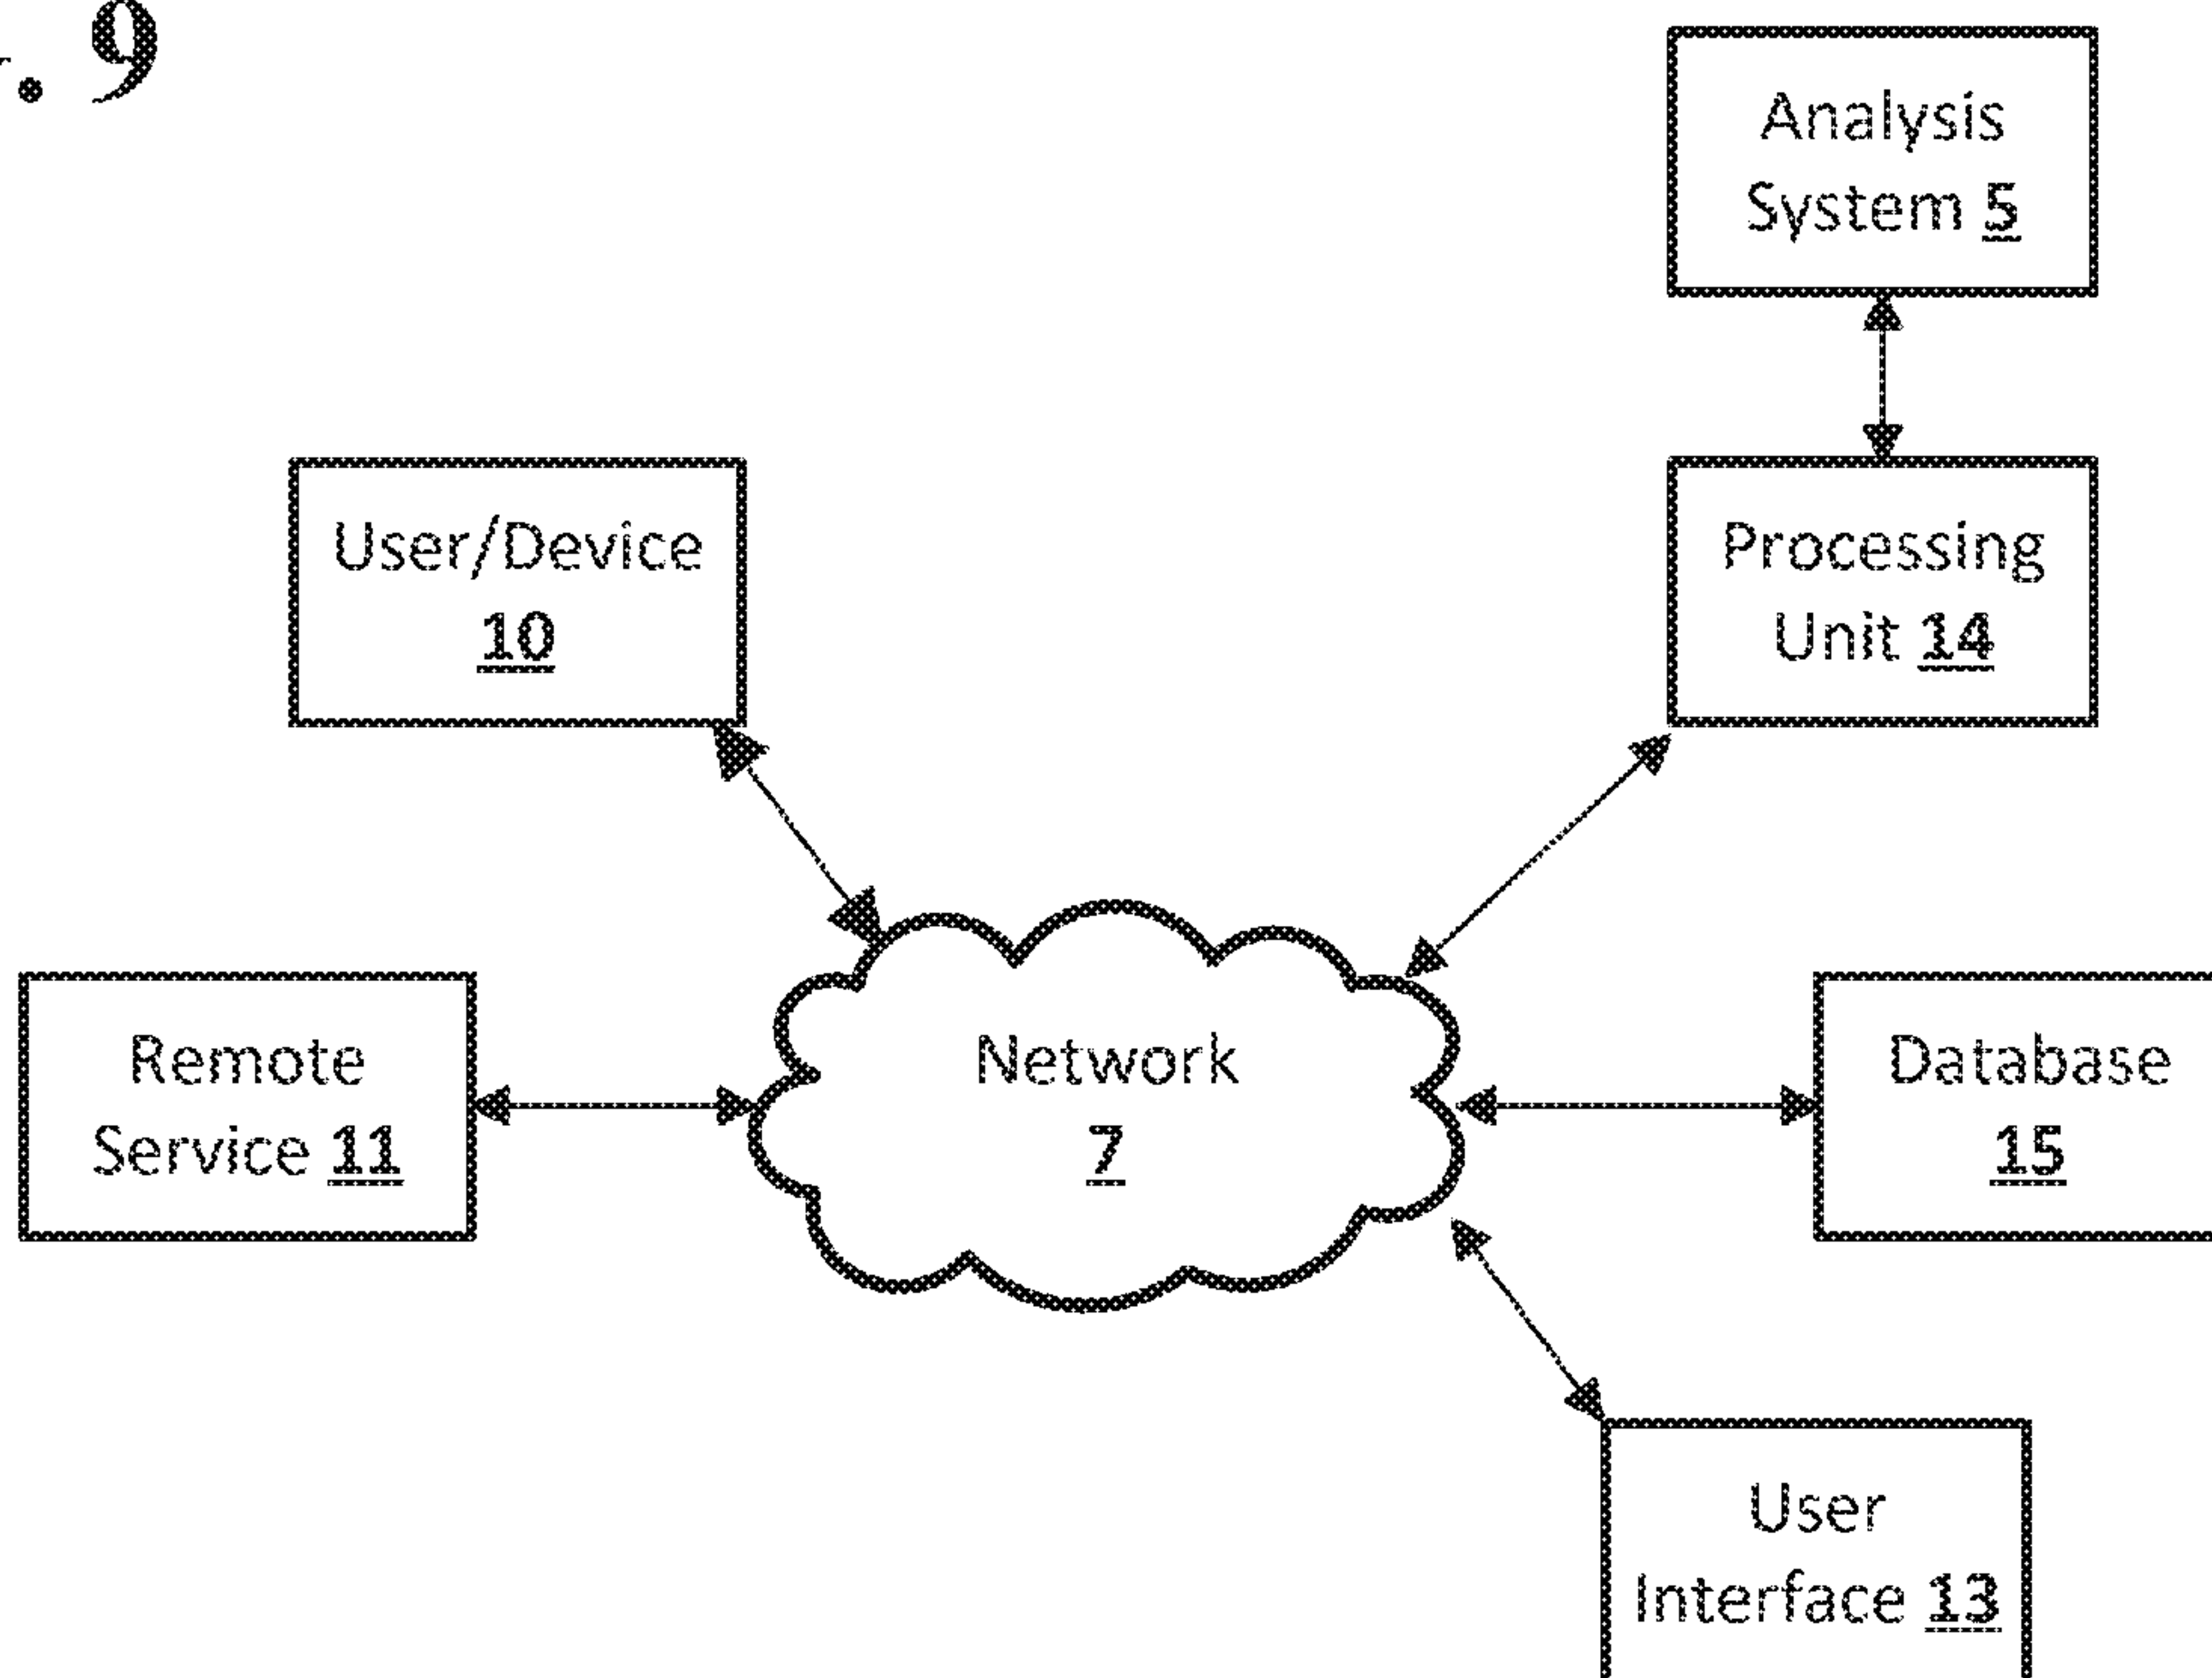 . 9
Analysis
System 5
User/Device
10
Processing
Unit 14
Remote
Service 11
Network
7
Database
15
User
Interface 13